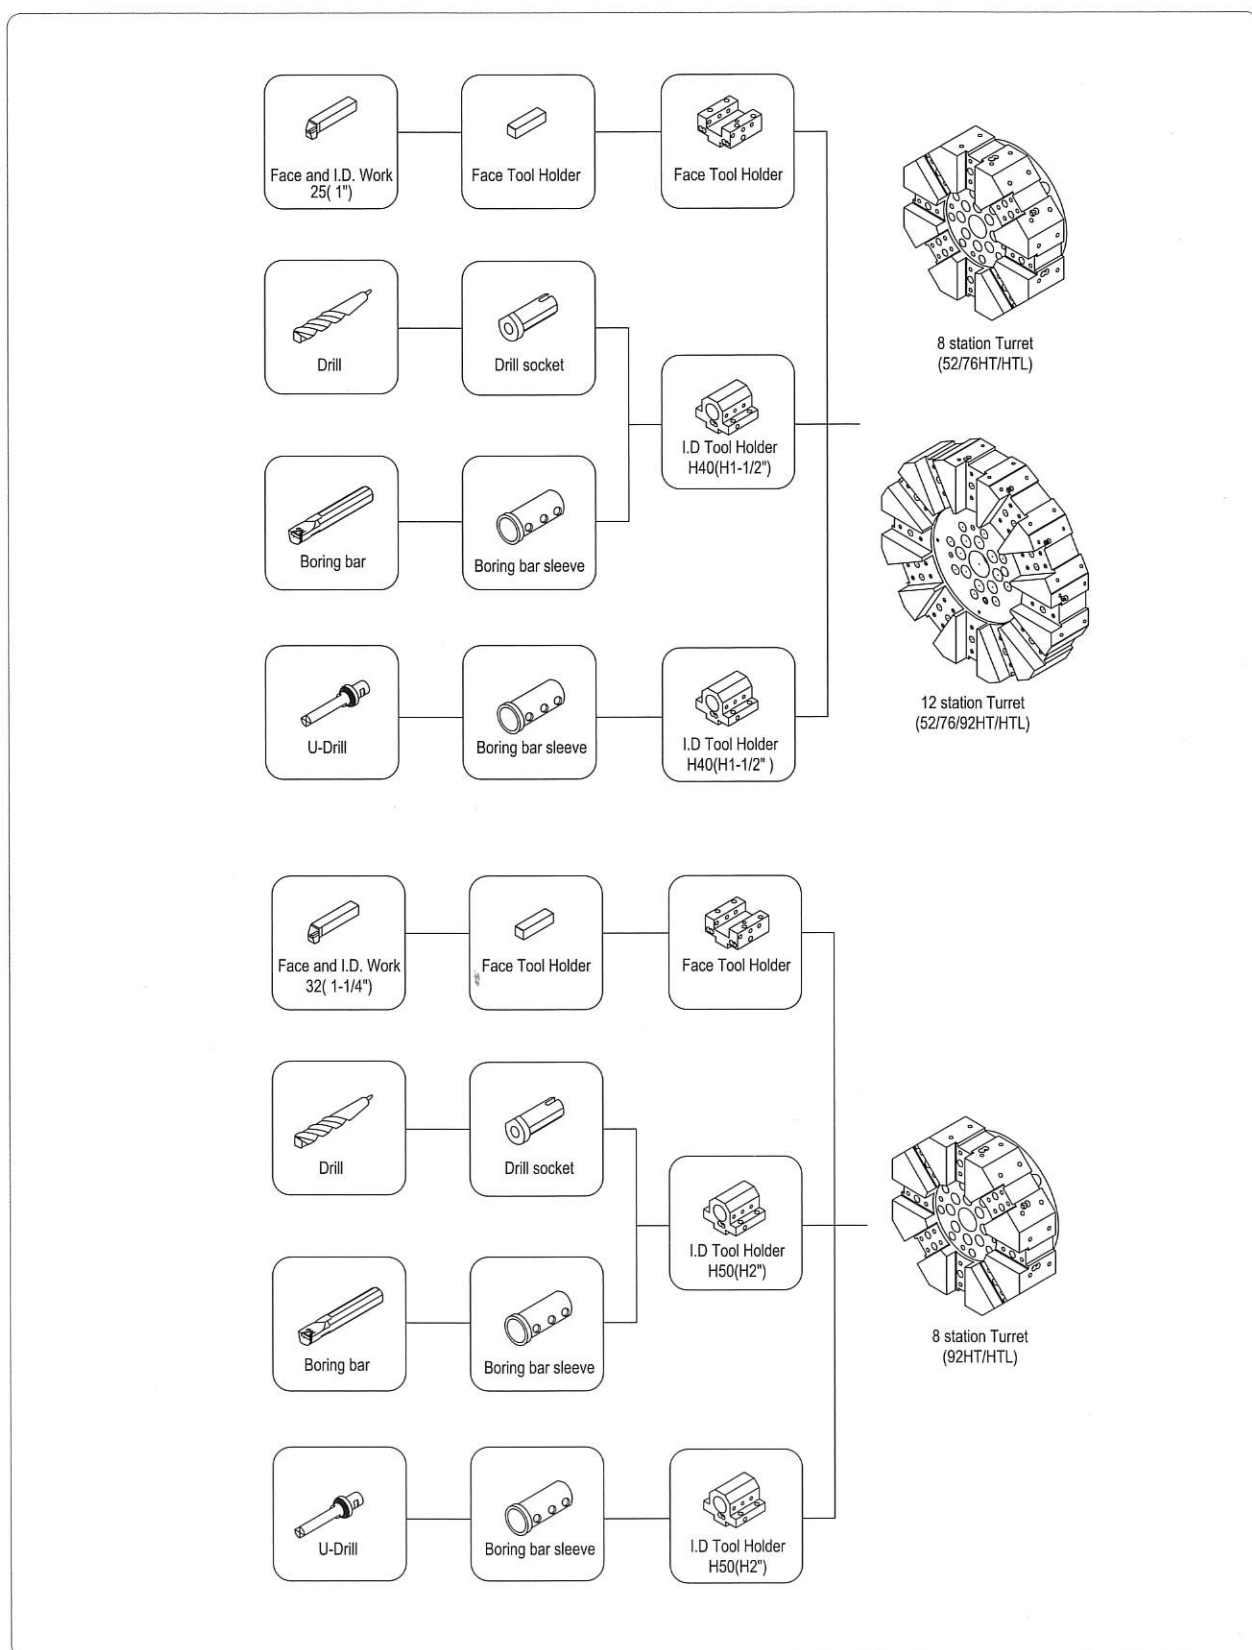 Face and I.D. Work
25( 1")
Face Tool Holder
Face Tool Holder
8 station Turret
(52/76HT/HTL)
Drill
Drill socket
I.D Tool Holder
H40(H1-1/2")
Boring bar
Boring bar sleeve
12 station Turret
(52/76/92HT/HTL)
U-Drill
Boring bar sleeve
I.D Tool Holder
H40(H1-1/2" )
Face and I.D. Work
32( 1-1/4")
Face Tool Holder
Face Tool Holder
Drill
Drill socket
I.D Tool Holder
H50(H2")
Boring bar
Boring bar sleeve
8 station Turret
(92HT/HTL)
U-Drill
Boring bar sleeve
I.D Tool Holder
H50(H2")